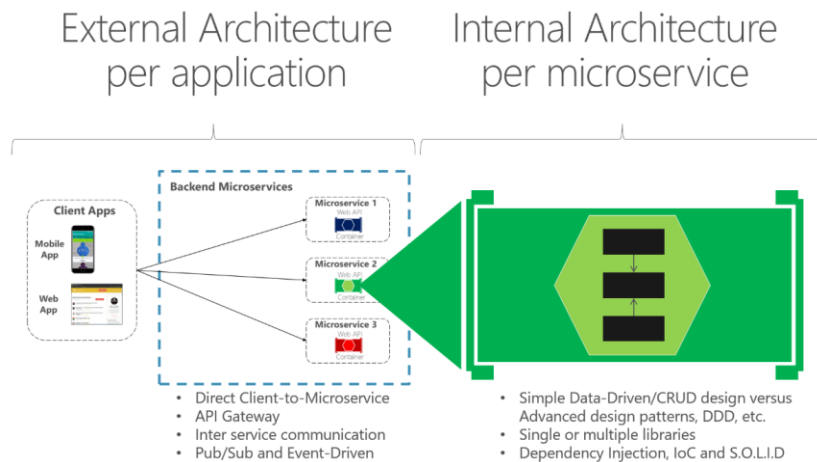 External Architecture
per application
Internal Architecture
per microservice
Backend Microservices
Client Apps
Mobile
App
Web
App
Microservice 1
Web API
Container
Microservice 2
Web API
Container
Microservice 3
Web API
Container
• Direct Client-to-Microservice
• API Gateway
• Inter service communication
• Pub/Sub and Event-Driven
• Simple Data-Driven/CRUD design versus
Advanced design patterns, DDD, etc.
• Single or multiple libraries
• Dependency Injection, IoC and S.O.L.I.D